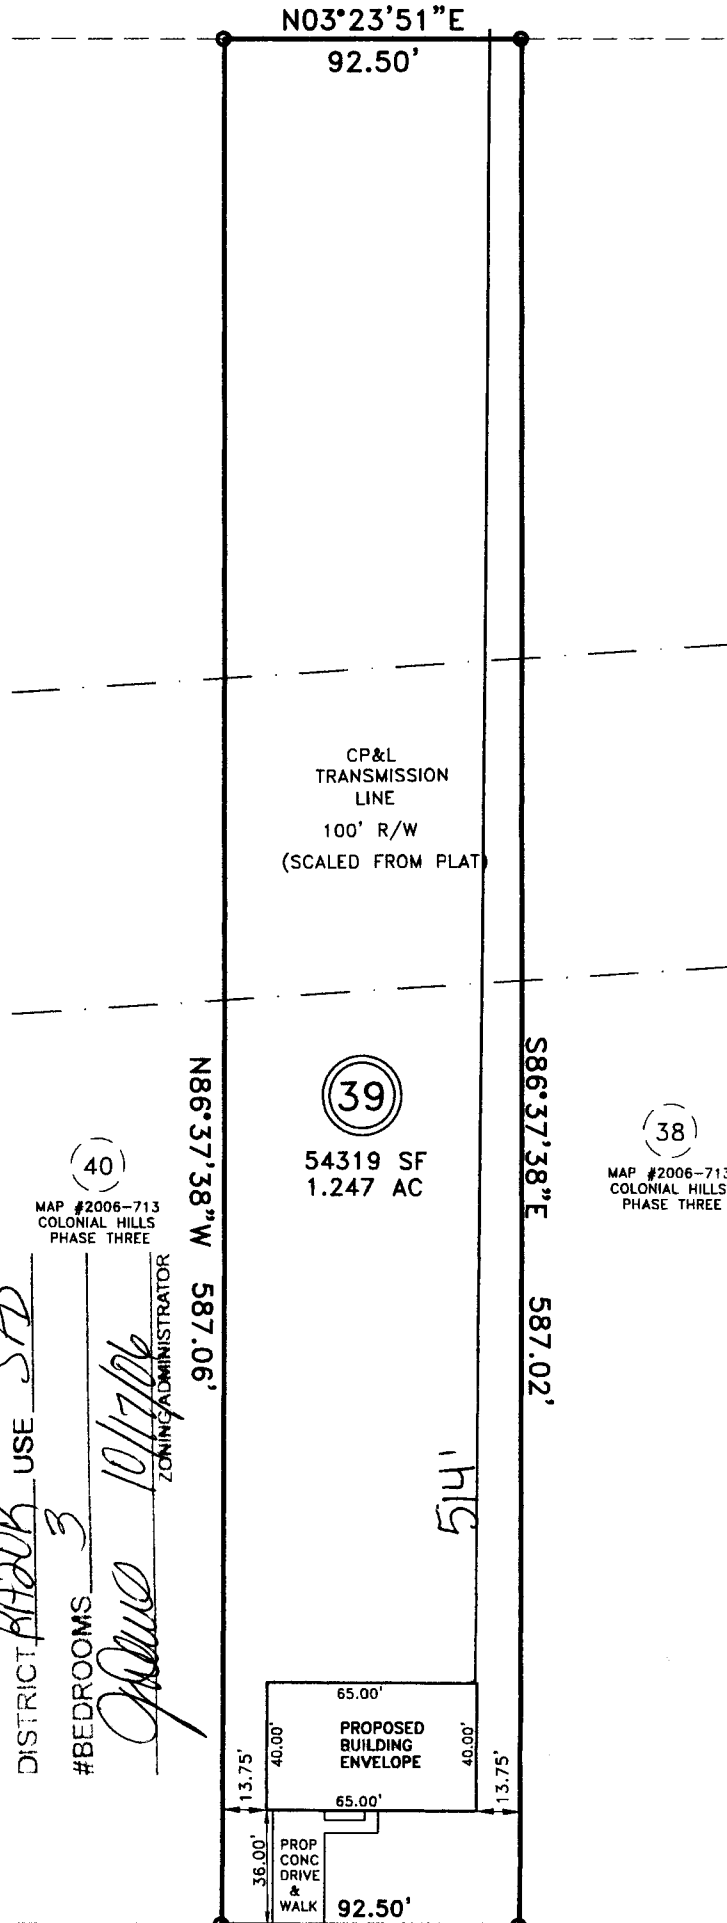 N03°23'51"E
92.50'
CP&L
TRANSMISSION
LINE
100' R/W
(SCALED FROM PLAT)
39
54319 SF
1.247 AC
N86°37'38"W 587.06'
S86°37'38"E 587.02'
40
MAP #2006-713
COLONIAL HILLS
PHASE THREE
38
MAP #2006-713
COLONIAL HILLS
PHASE THREE
DISTRICT RA20R USE SFD
#BEDROOMS 3
10/17/06
ZONING ADMINISTRATOR
511'
65.00'
40.00'
PROPOSED
BUILDING
ENVELOPE
40.00'
65.00'
13.75'
13.75'
36.00'
PROP
CONC
DRIVE
&
WALK
92.50'